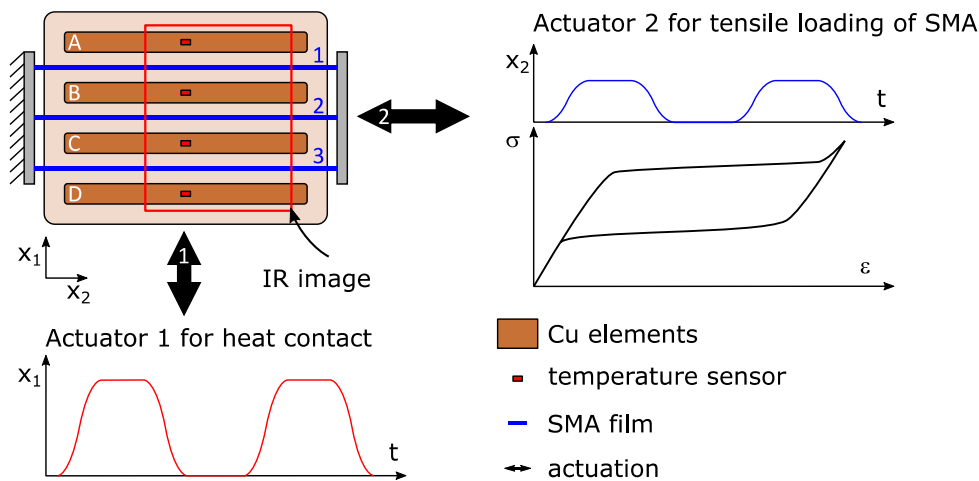 Actuator 2 for tensile loading of SMA
A
1
B
2
C
3
D
2
x2
t
σ
ε
1
IR image
x1
x2
Actuator 1 for heat contact
x1
t
Cu elements
temperature sensor
SMA film
actuation